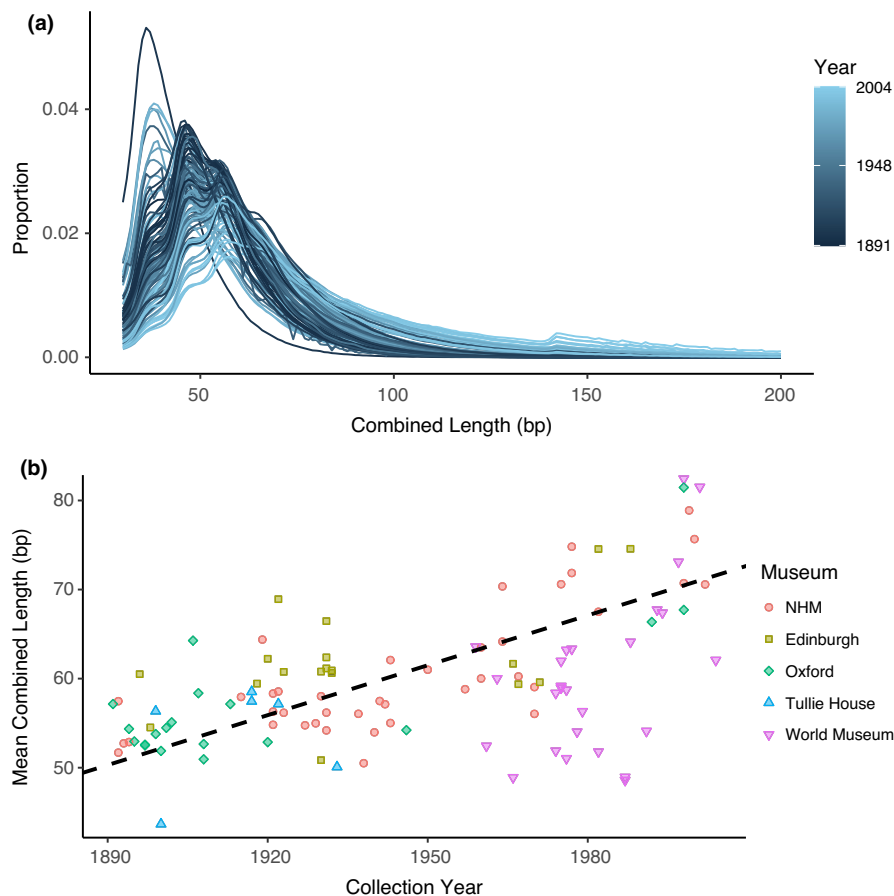 (a)
Proportion
0.04
0.02
0.00
50
100
150
200
Combined Length (bp)
Year
2004
1948
1891
(b)
Mean Combined Length (bp)
80
70
60
50
1890
1920
1950
1980
Collection Year
Museum
NHM
Edinburgh
Oxford
Tullie House
World Museum